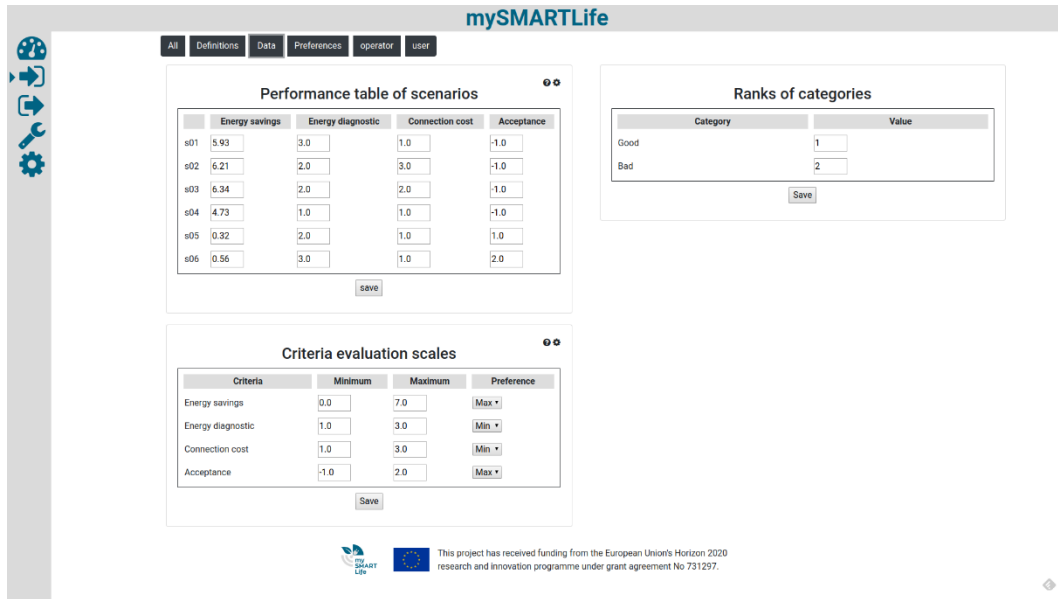 mySMARTLife
All Definitions Data Preferences operator user
Performance table of scenarios
Energy savings Energy diagnostic Connection cost Acceptance
s01 5.93 3.0 1.0 -1.0
s02 6.21 2.0 3.0 -1.0
s03 6.34 2.0 2.0 -1.0
s04 4.73 1.0 1.0 -1.0
s05 0.32 2.0 1.0 1.0
s06 0.56 3.0 1.0 2.0
save
Ranks of categories
Category Value
Good 1
Bad 2
Save
Criteria evaluation scales
Criteria Minimum Maximum Preference
Energy savings 0.0 7.0 Max
Energy diagnostic 1.0 3.0 Min
Connection cost 1.0 3.0 Min
Acceptance -1.0 2.0 Max
Save
my
SMART
Life
This project has received funding from the European Union's Horizon 2020
research and innovation programme under grant agreement No 731297.